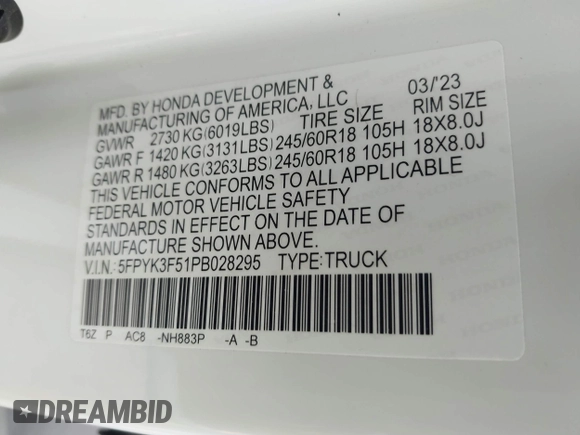 MFD. BY HONDA DEVELOPMENT &
MANUFACTURING OF AMERICA, LLC 03/'23
GVWR 2730 KG(6019LBS) TIRE SIZE RIM SIZE
GAWR F 1420 KG(3131LBS) 245/60R18 105H 18X8.0J
GAWR R 1480 KG(3263LBS) 245/60R18 105H 18X8.0J
THIS VEHICLE CONFORMS TO ALL APPLICABLE
FEDERAL MOTOR VEHICLE SAFETY
STANDARDS IN EFFECT ON THE DATE OF
MANUFACTURE SHOWN ABOVE.
V.I.N.: 5FPYK3F51PB028295 TYPE: TRUCK
T6Z P AC8 -NH883P -A -B
DREAMBID